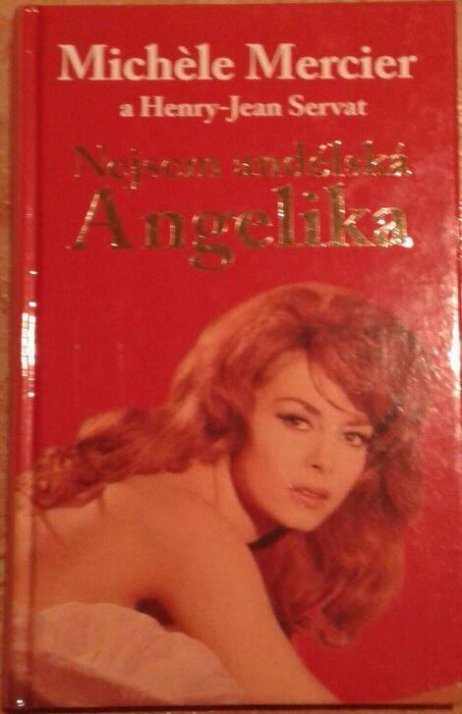 Michèle Mercier
a Henry-Jean Servat
Nejsem andělská
Angelika